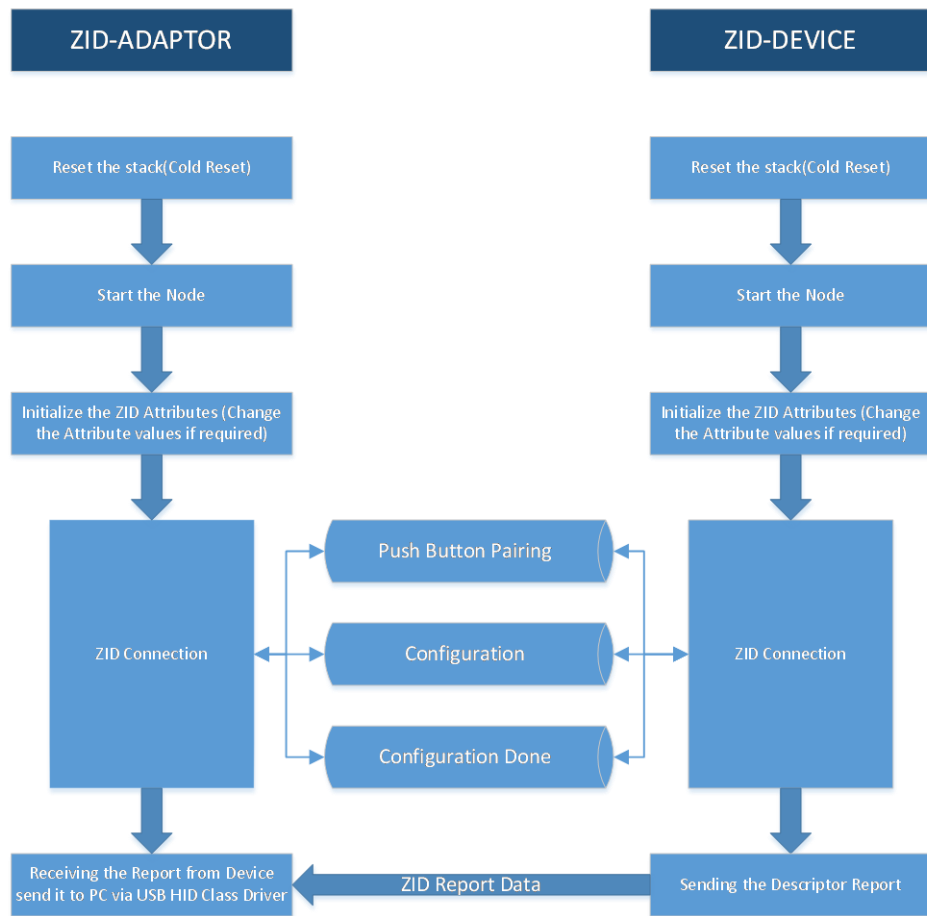 ZID-ADAPTOR
ZID-DEVICE
Reset the stack(Cold Reset)
Reset the stack(Cold Reset)
Start the Node
Start the Node
Initialize the ZID Attributes (Change
the Attribute values if required)
Initialize the ZID Attributes (Change
the Attribute values if required)
ZID Connection
Push Button Pairing
Configuration
Configuration Done
ZID Connection
Receiving the Report from Device
send it to PC via USB HID Class Driver
ZID Report Data
Sending the Descriptor Report